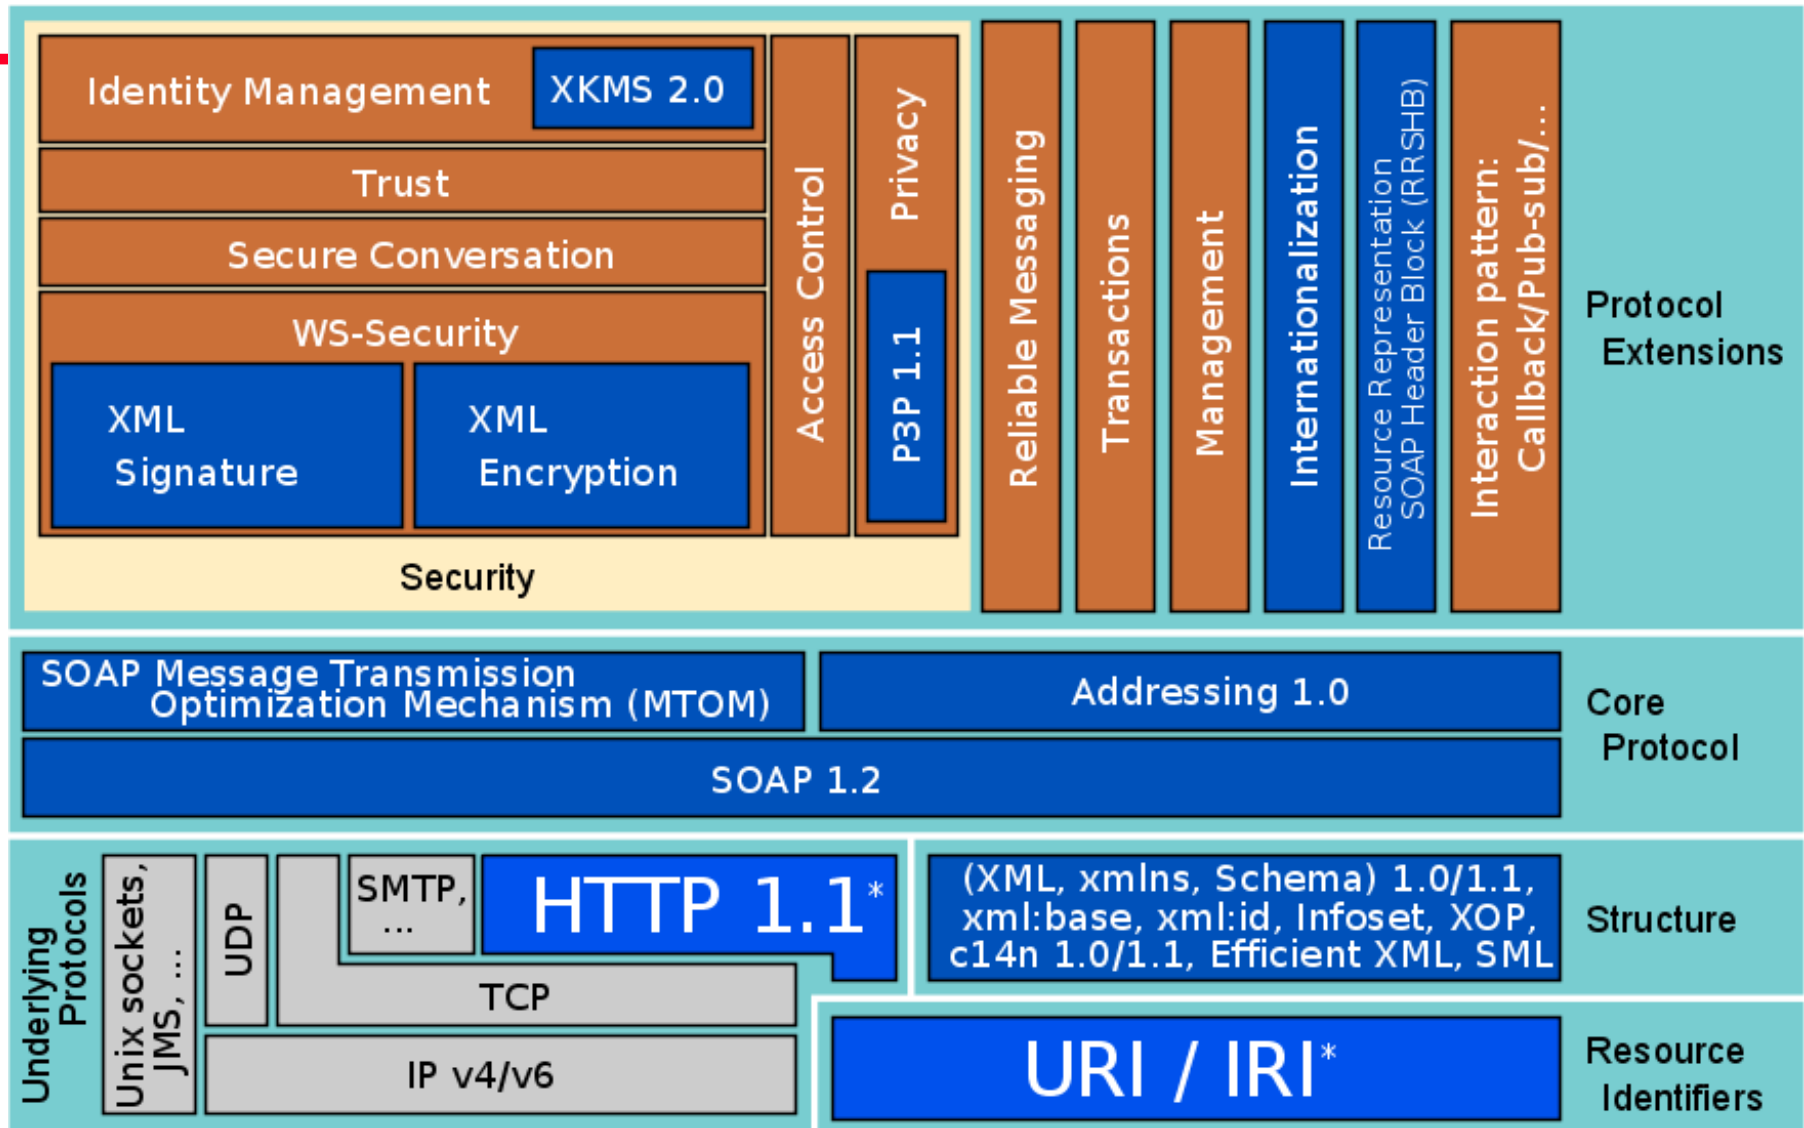 Identity Management
XKMS 2.0
Trust
Secure Conversation
WS-Security
XML
Signature
XML
Encryption
Access Control
Privacy
P3P 1.1
Security
Reliable Messaging
Transactions
Management
Internationalization
Resource Representation
SOAP Header Block (RRSHB)
Interaction pattern:
Callback/Pub-sub/...
Protocol
Extensions
SOAP Message Transmission
Optimization Mechanism (MTOM)
Addressing 1.0
SOAP 1.2
Core
Protocol
Underlying
Protocols
Unix sockets,
JMS, ...
UDP
SMTP,
...
HTTP 1.1*
TCP
IP v4/v6
(XML, xmlns, Schema) 1.0/1.1,
xml:base, xml:id, Infoset, XOP,
c14n 1.0/1.1, Efficient XML, SML
Structure
URI / IRI*
Resource
Identifiers